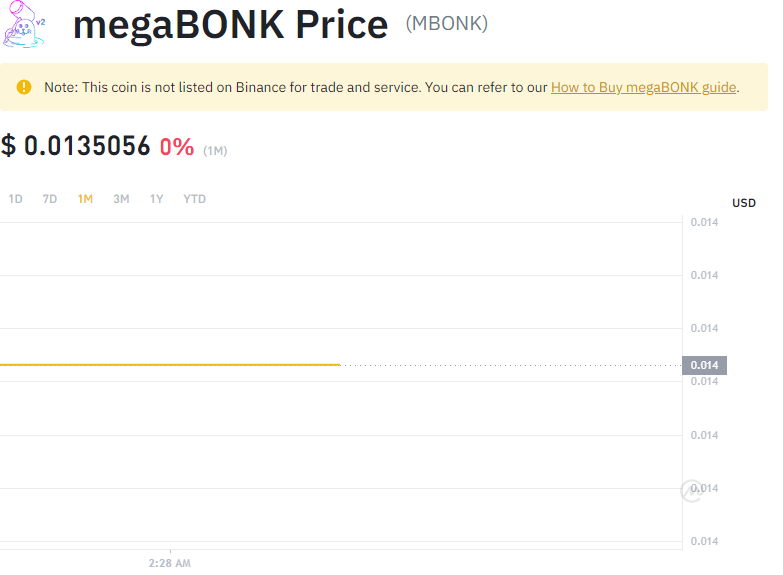 v2
megaBONK Price (MBONK)
Note: This coin is not listed on Binance for trade and service. You can refer to our How to Buy megaBONK guide.
$ 0.0135056 0% (1M)
1D 7D 1M 3M 1Y YTD
USD
0.014
0.014
0.014
0.014
0.014
0.014
0.014
0.014
2:28 AM